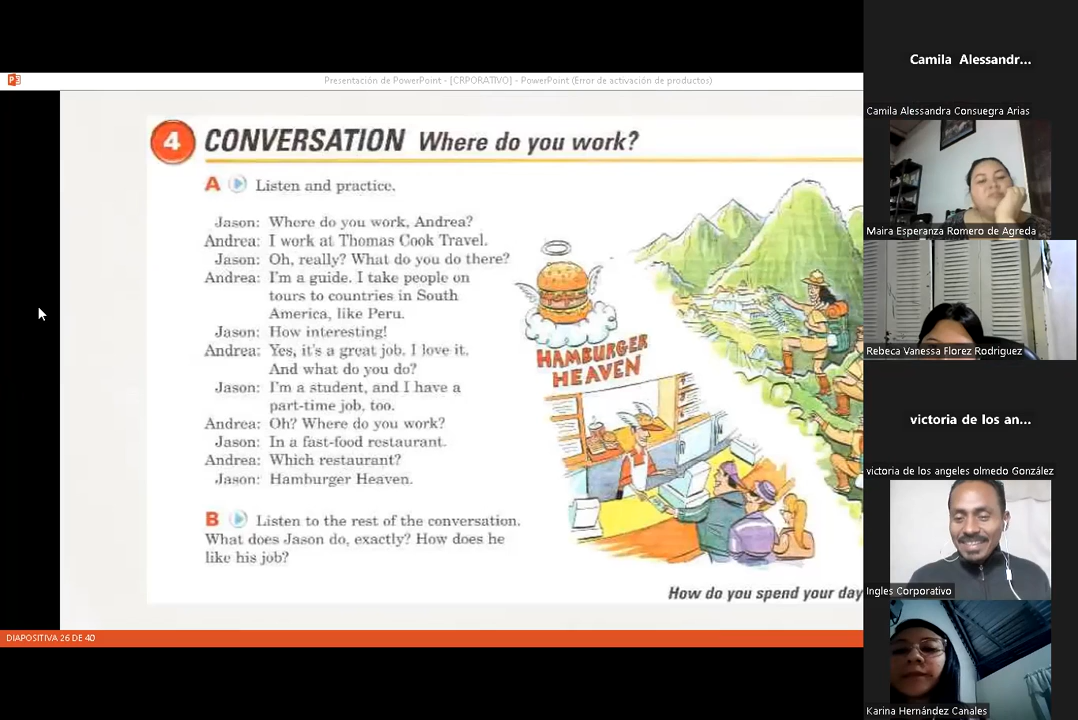 Presentación de PowerPoint - [CRPORATIVO] - PowerPoint (Error de activación de productos)
4 CONVERSATION Where do you work?
A Listen and practice.
Jason: Where do you work, Andrea?
Andrea: I work at Thomas Cook Travel.
Jason: Oh, really? What do you do there?
Andrea: I'm a guide. I take people on
tours to countries in South
America, like Peru.
Jason: How interesting!
Andrea: Yes, it's a great job. I love it.
And what do you do?
Jason: I'm a student, and I have a
part-time job, too.
Andrea: Oh? Where do you work?
Jason: In a fast-food restaurant.
Andrea: Which restaurant?
Jason: Hamburger Heaven.
B Listen to the rest of the conversation.
What does Jason do, exactly? How does he
like his job?
HAMBURGER
HEAVEN
How do you spend your day
DIAPOSITIVA 26 DE 40
Camila Alessandr...
Camila Alessandra Consuegra Arias
Maira Esperanza Romero de Agreda
Rebeca Vanessa Florez Rodriguez
victoria de los an...
victoria de los angeles olmedo González
Ingles Corporativo
Karina Hernández Canales